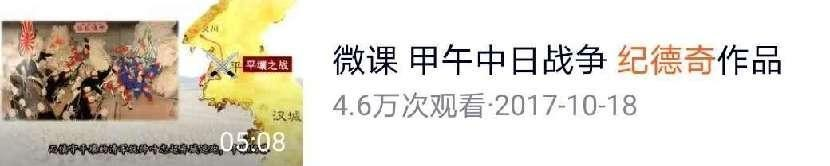 平壤之战
汉城
05:08
微课 甲午中日战争 纪德奇作品
4.6万次观看·2017-10-18